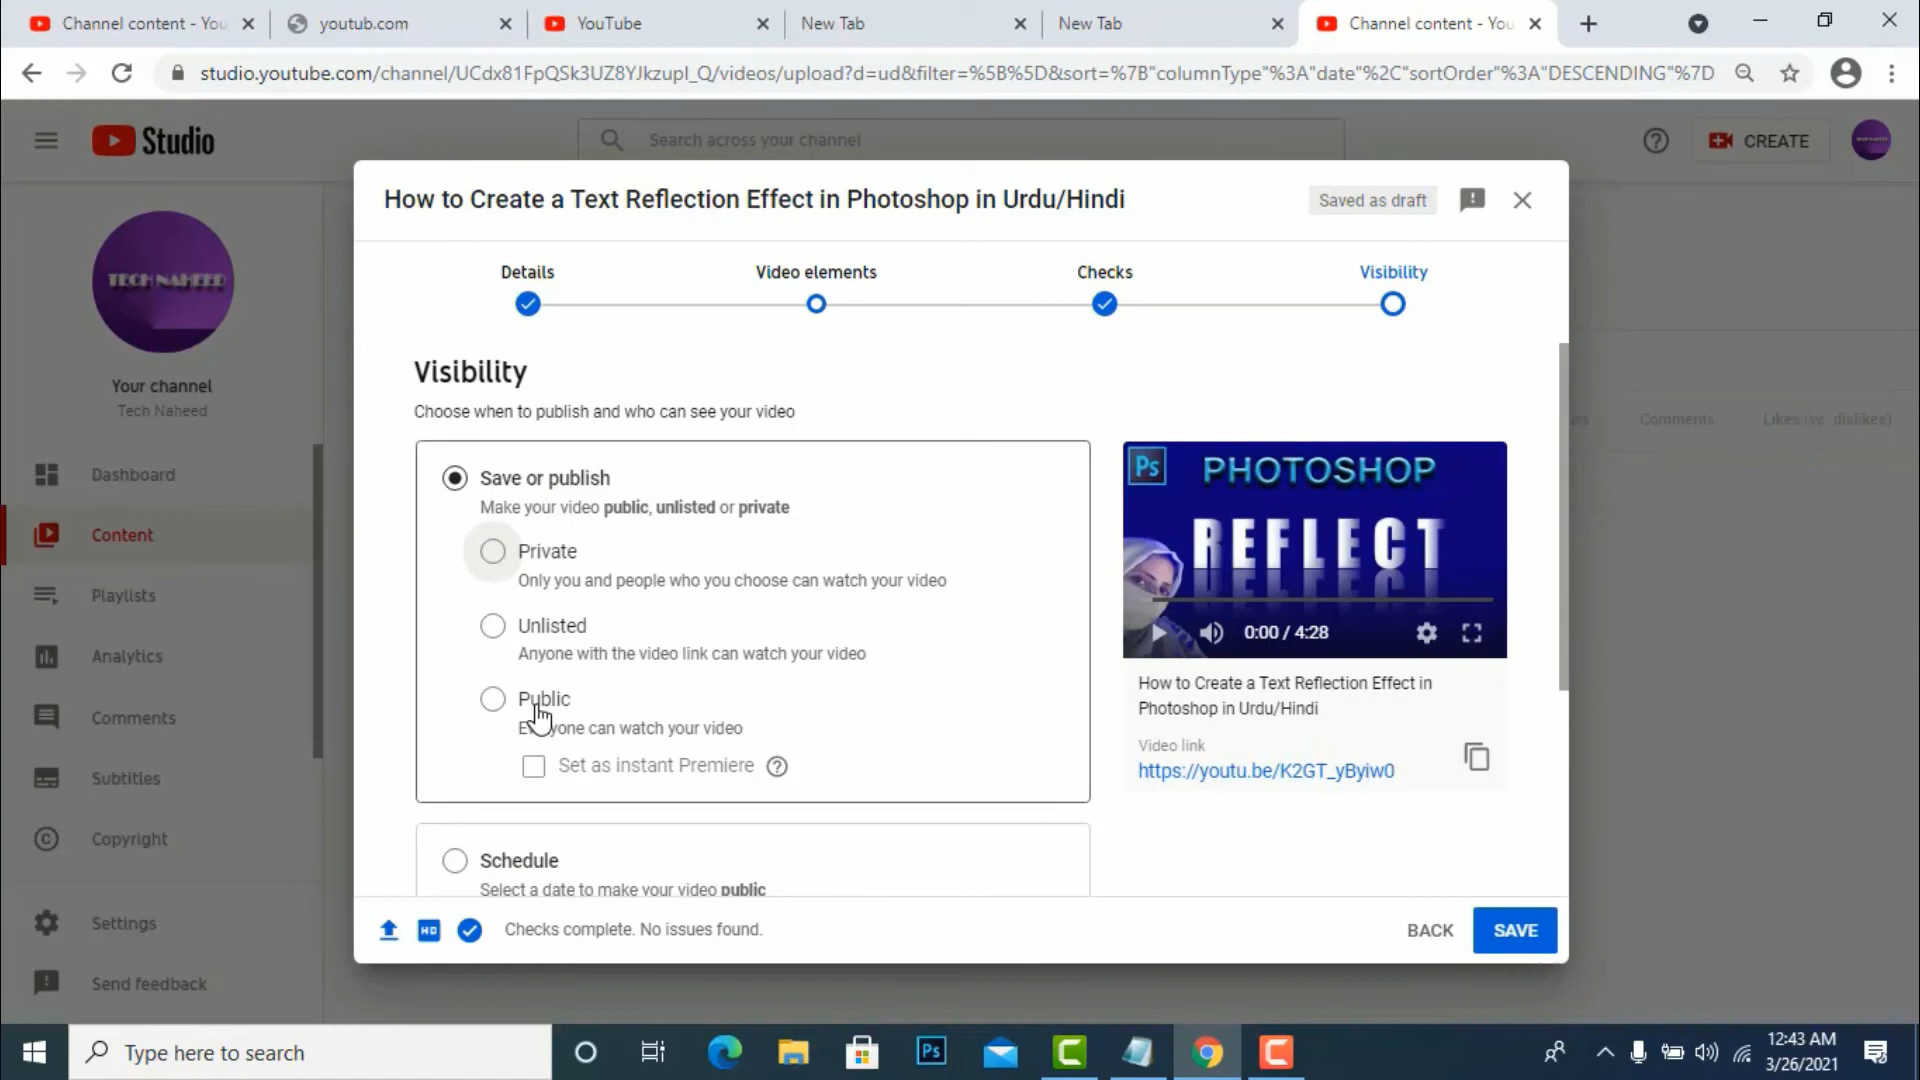 Channel content - You
youtub.com
YouTube
New Tab
New Tab
Channel content - You
studio.youtube.com/channel/UCdx81FpQSk3UZ8YJkzupl_Q/videos/upload?d=ud&filter=%5B%5D&sort=%7B"columnType"%3A"date"%2C"sortOrder"%3A"DESCENDING"%7D
Studio
Search across your channel
CREATE
TECH NAHEED
Your channel
Tech Naheed
Dashboard
Content
Playlists
Analytics
Comments
Subtitles
Copyright
Settings
Send feedback
Comments
Likes (vs. dislikes)
How to Create a Text Reflection Effect in Photoshop in Urdu/Hindi
Saved as draft
Details
Video elements
Checks
Visibility
Visibility
Choose when to publish and who can see your video
Save or publish
Make your video public, unlisted or private
Private
Only you and people who you choose can watch your video
Unlisted
Anyone with the video link can watch your video
Public
Everyone can watch your video
Set as instant Premiere
Schedule
Select a date to make your video public
Ps
PHOTOSHOP
REFLECT
0:00 / 4:28
How to Create a Text Reflection Effect in
Photoshop in Urdu/Hindi
Video link
https://youtu.be/K2GT_yByiw0
HD
Checks complete. No issues found.
BACK
SAVE
Type here to search
Ps
12:43 AM
3/26/2021